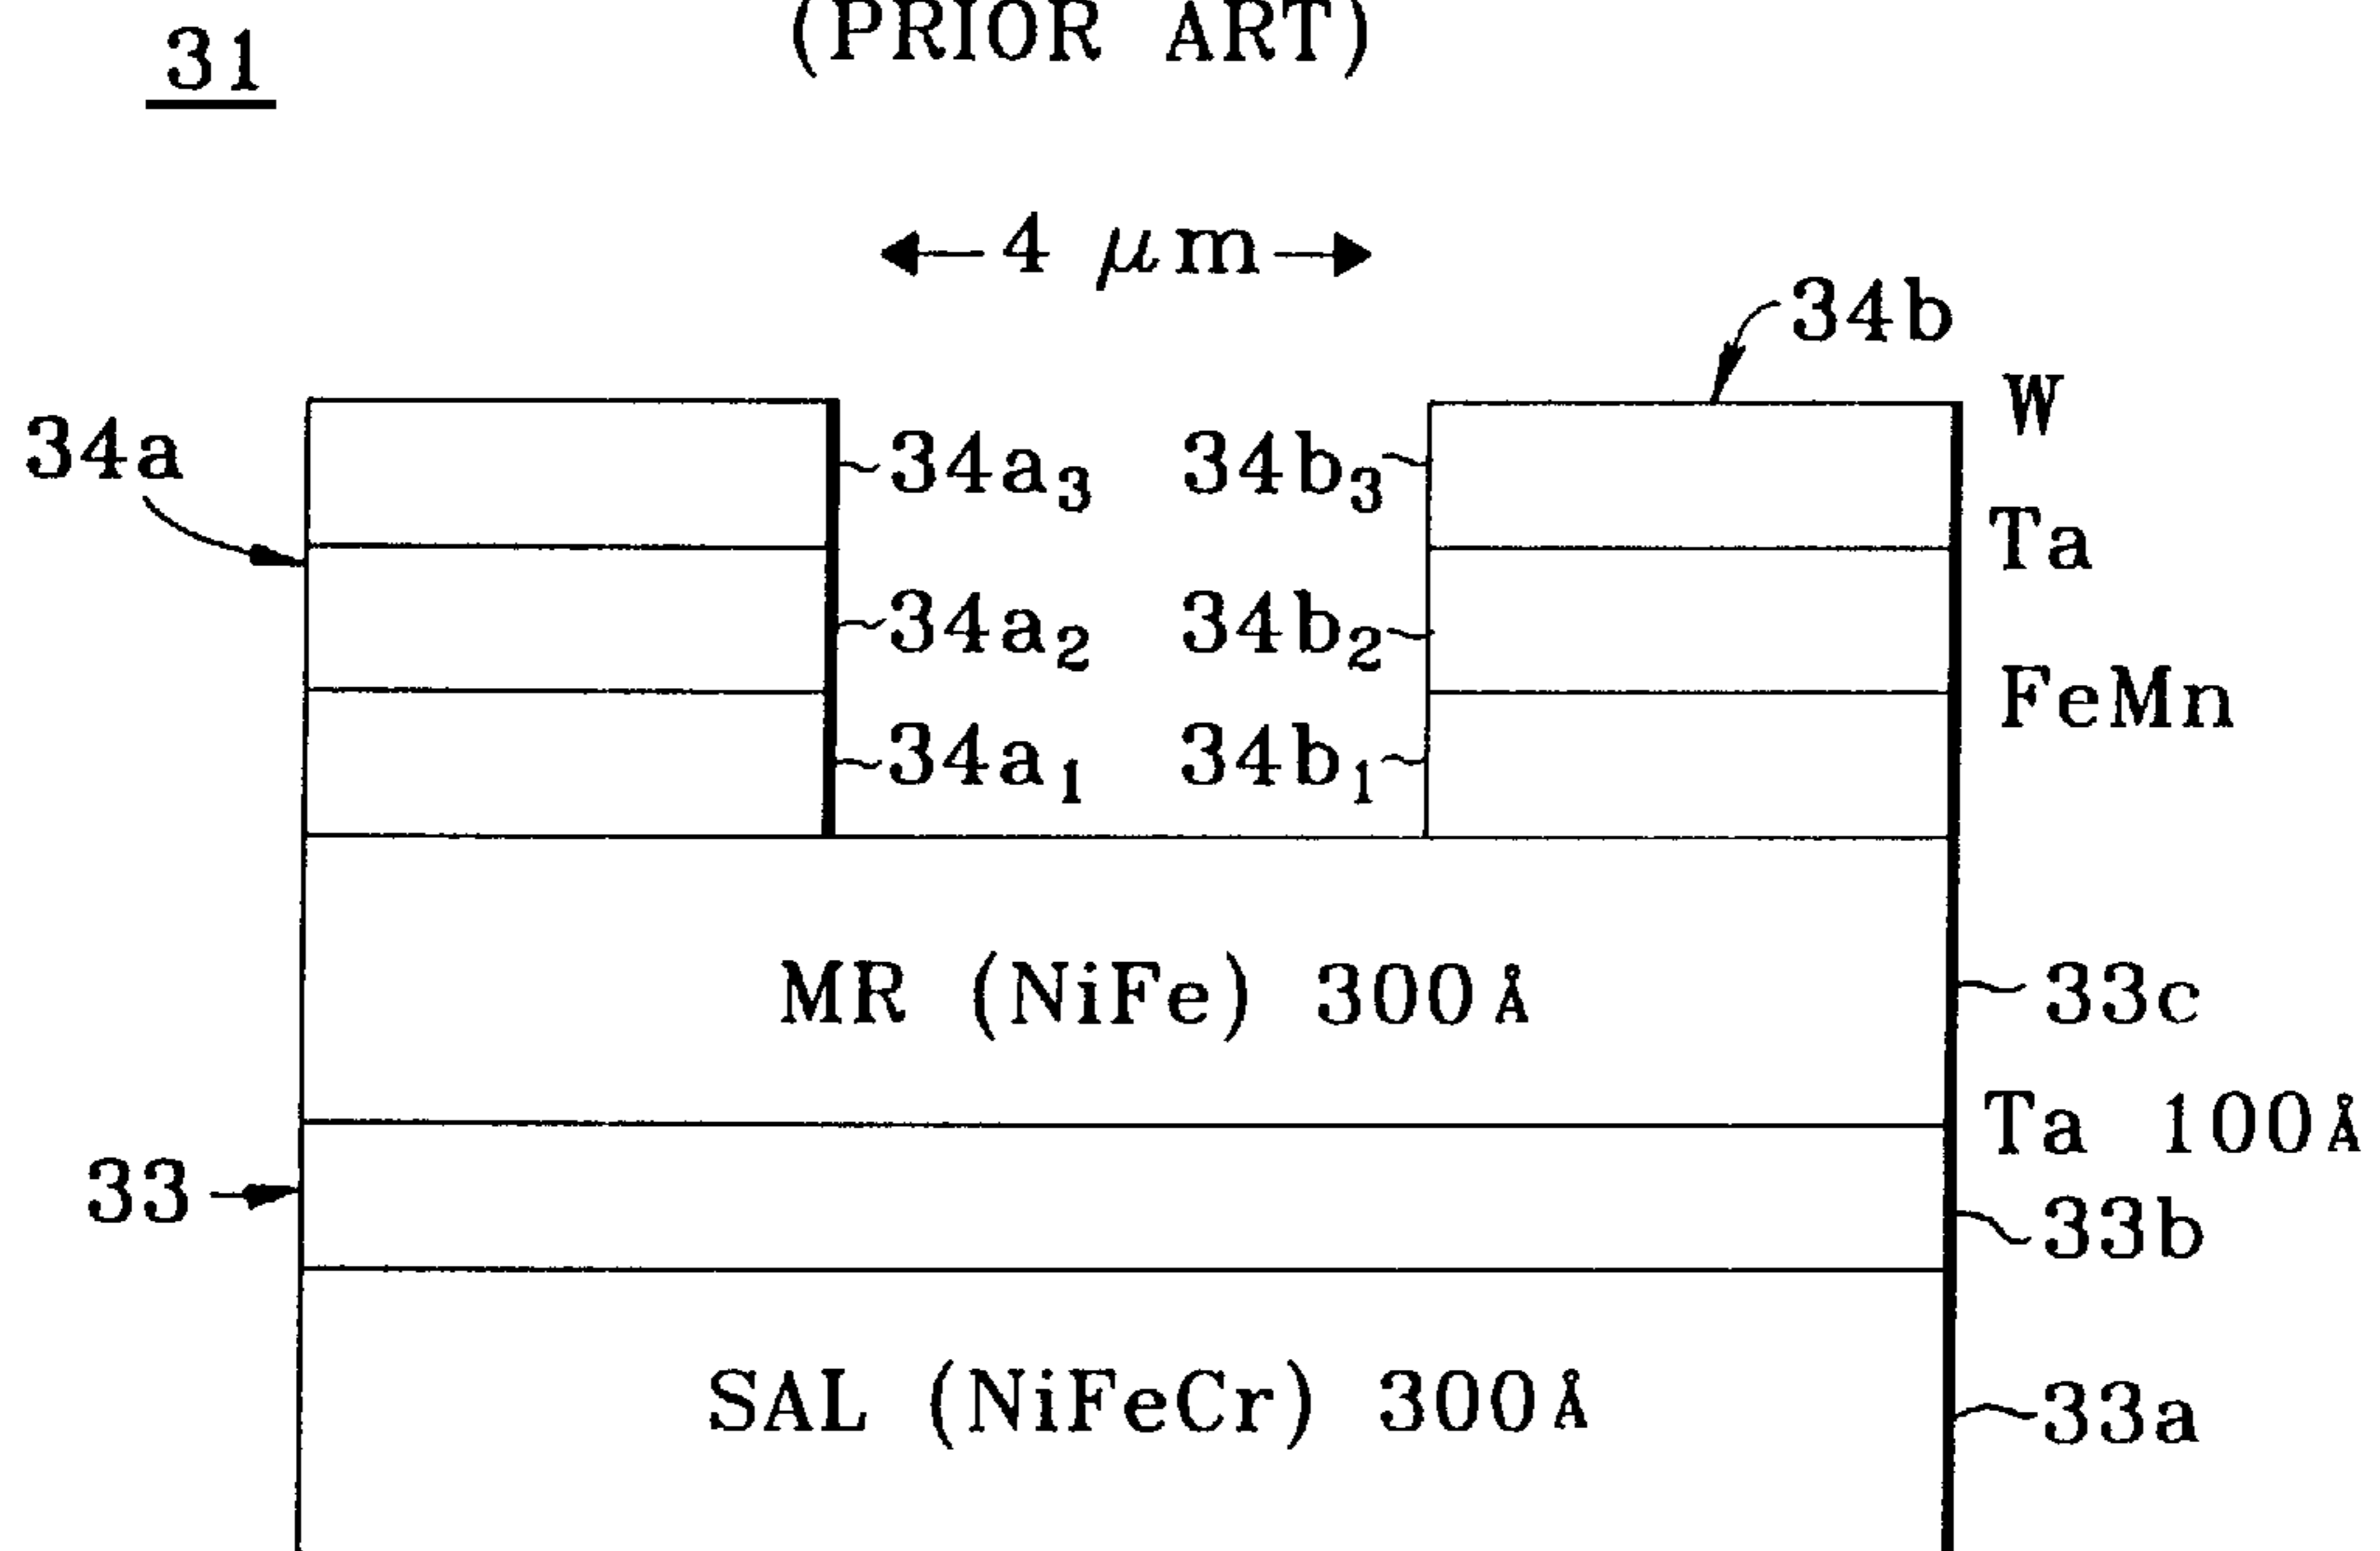 (PRIOR ART)
31
4 μm
34b
W
34a
34a3 34b3
Ta
34a2 34b2
FeMn
34a1 34b1
MR (NiFe) 300Å
33c
Ta 100Å
33
33b
SAL (NiFeCr) 300Å
33a